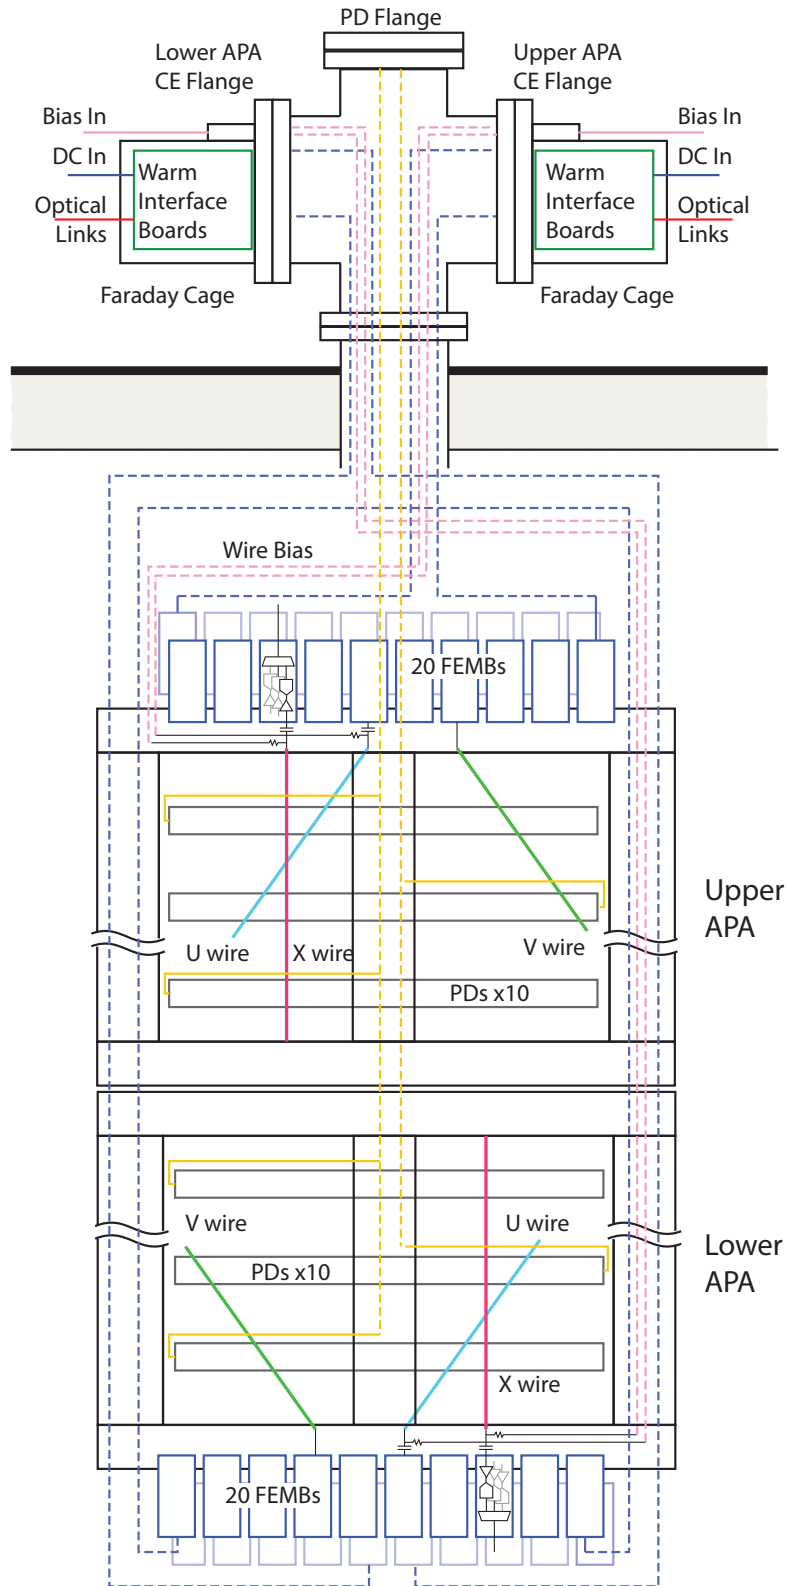 PD Flange
Lower APA
CE Flange
Upper APA
CE Flange
Bias In
Bias In
DC In
DC In
Warm
Interface
Boards
Warm
Interface
Boards
Optical
Links
Optical
Links
Faraday Cage
Faraday Cage
Wire Bias
20 FEMBs
Upper
APA
U wire
X wire
V wire
PDs x10
V wire
U wire
Lower
APA
PDs x10
X wire
20 FEMBs